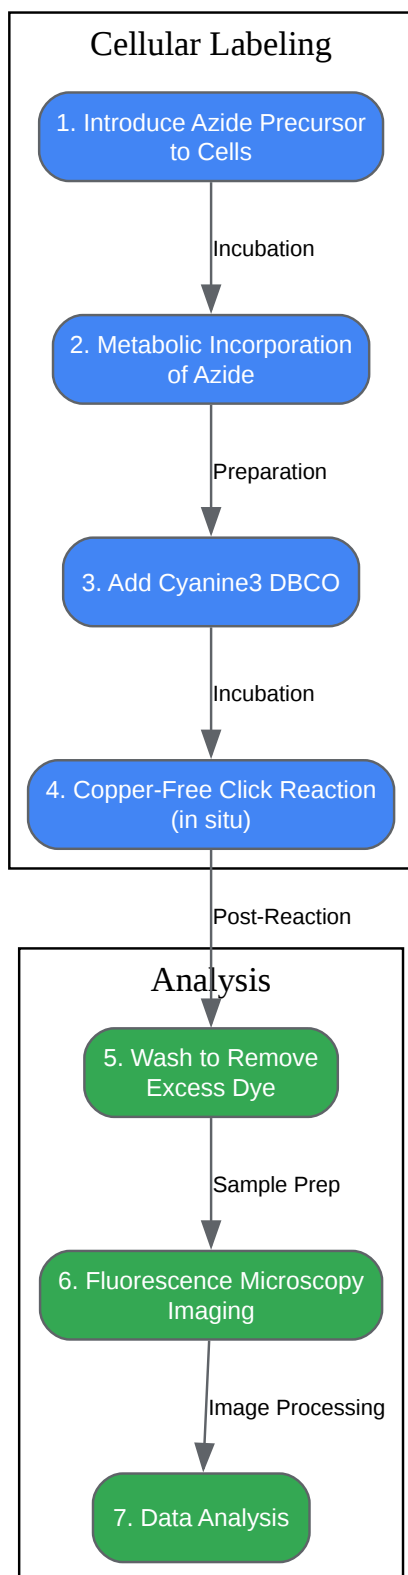 Cellular Labeling
1. Introduce Azide Precursor
to Cells
Incubation
2. Metabolic Incorporation
of Azide
Preparation
3. Add Cyanine3 DBCO
Incubation
4. Copper-Free Click Reaction
(in situ)
Post-Reaction
Analysis
5. Wash to Remove
Excess Dye
Sample Prep
6. Fluorescence Microscopy
Imaging
Image Processing
7. Data Analysis